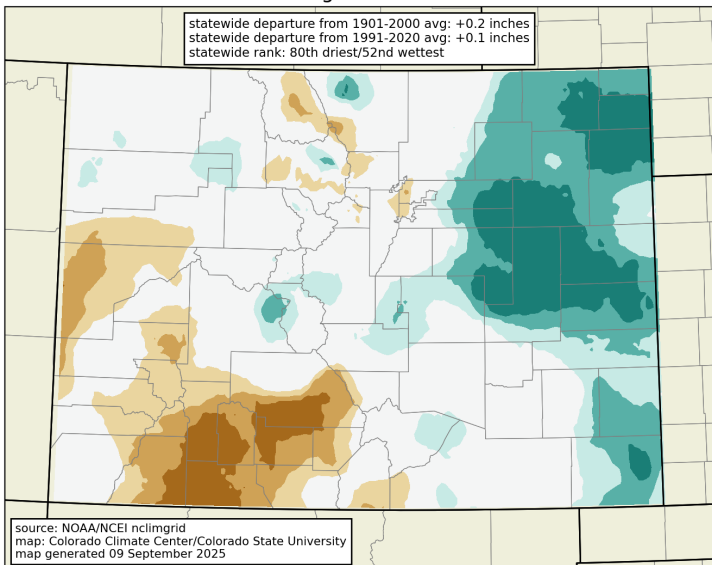 statewide departure from 1901-2000 avg: +0.2 inches
statewide departure from 1991-2020 avg: +0.1 inches
statewide rank: 80th driest/52nd wettest
source: NOAA/NCEI nclimgrid
map: Colorado Climate Center/Colorado State University
map generated 09 September 2025